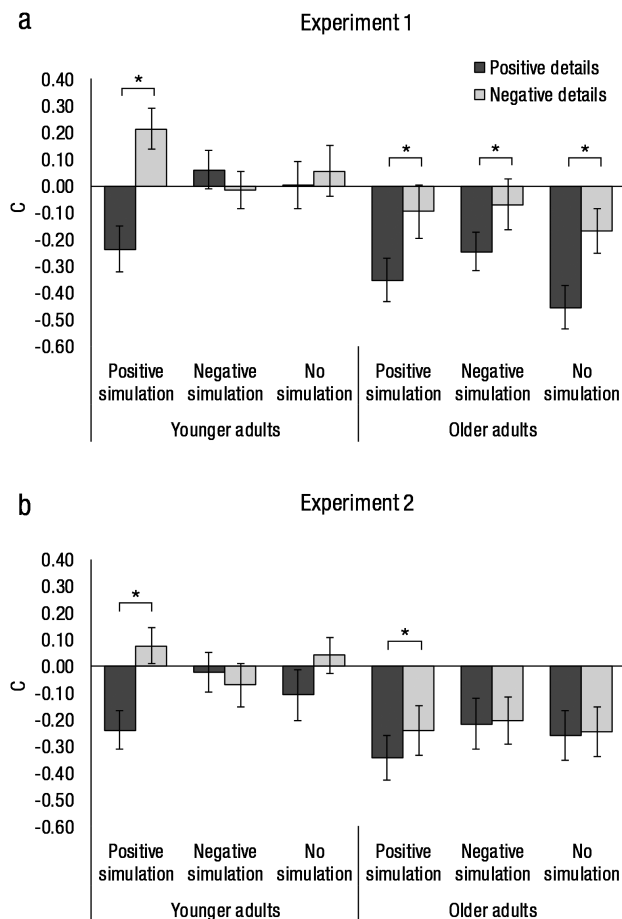 a
Experiment 1
Positive details
Negative details
0.40
0.30
0.20
0.10
0.00
-0.10
-0.20
-0.30
-0.40
-0.50
-0.60
C
*
*
*
*
Positive simulation
Negative simulation
No simulation
Positive simulation
Negative simulation
No simulation
Younger adults
Older adults
b
Experiment 2
0.40
0.30
0.20
0.10
0.00
-0.10
-0.20
-0.30
-0.40
-0.50
-0.60
C
*
*
Positive simulation
Negative simulation
No simulation
Positive simulation
Negative simulation
No simulation
Younger adults
Older adults